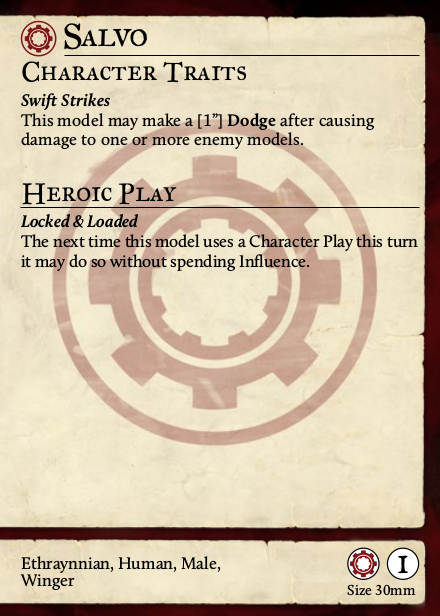 Salvo
Character Traits
Swift Strikes
This model may make a [1”] Dodge after causing
damage to one or more enemy models.
Heroic Play
Locked & Loaded
The next time this model uses a Character Play this turn
it may do so without spending Influence.
Ethraynnian, Human, Male,
Winger
1
Size 30mm